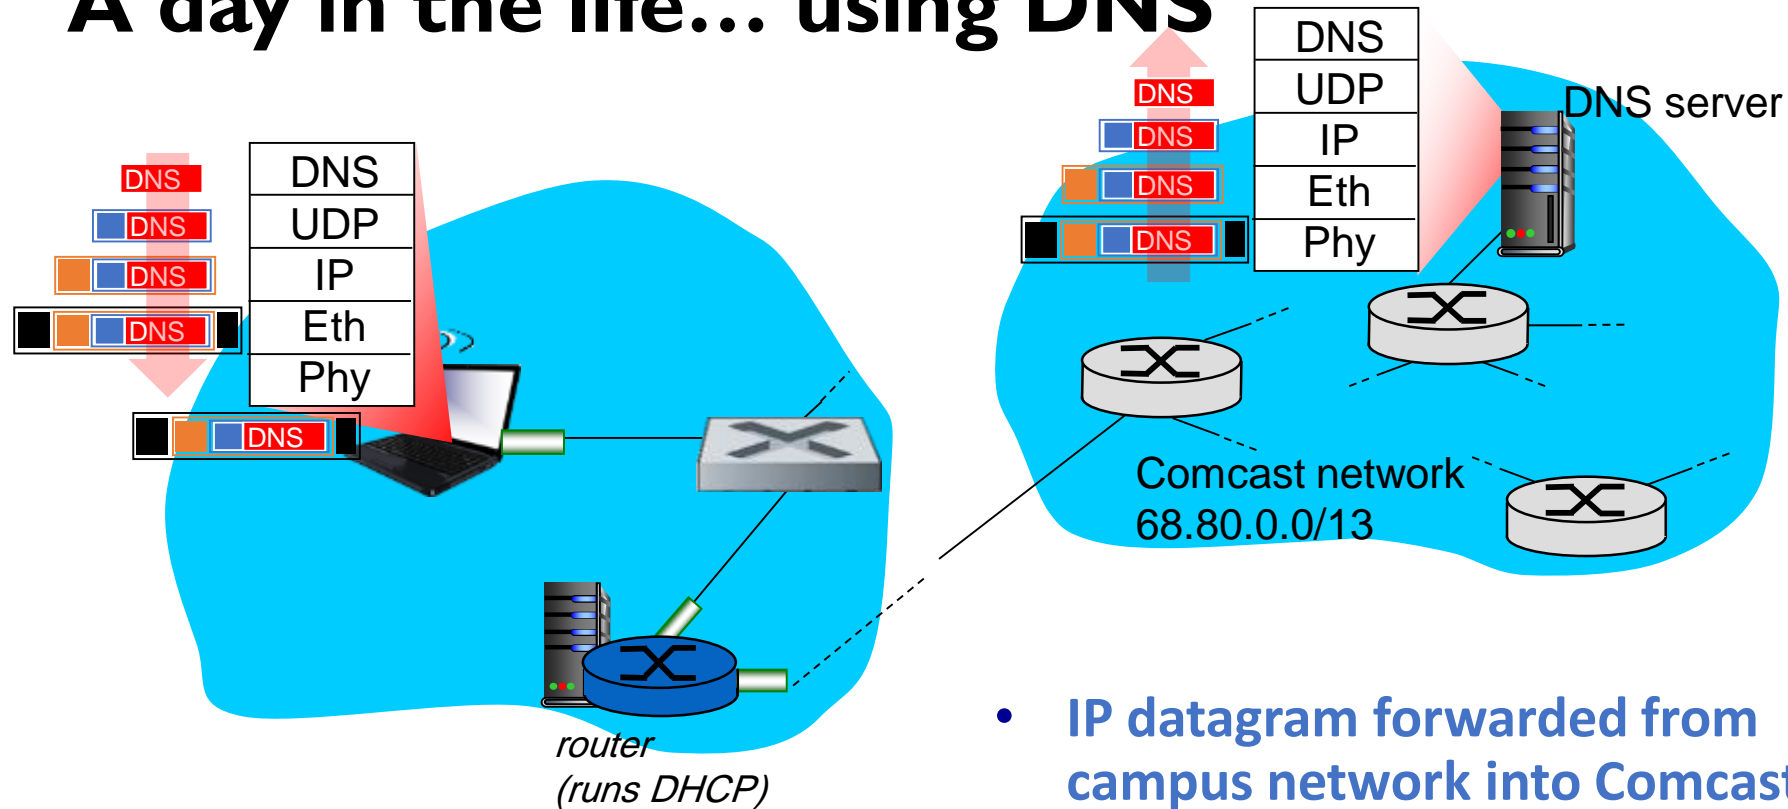 A day in the life… using DNS
DNS
UDP
IP
Eth
Phy
DNS
DNS
DNS
DNS
DNS server
DNS
UDP
IP
Eth
Phy
DNS
DNS
DNS
DNS
DNS
Comcast network
68.80.0.0/13
router
(runs DHCP)
• IP datagram forwarded from
campus network into Comcast